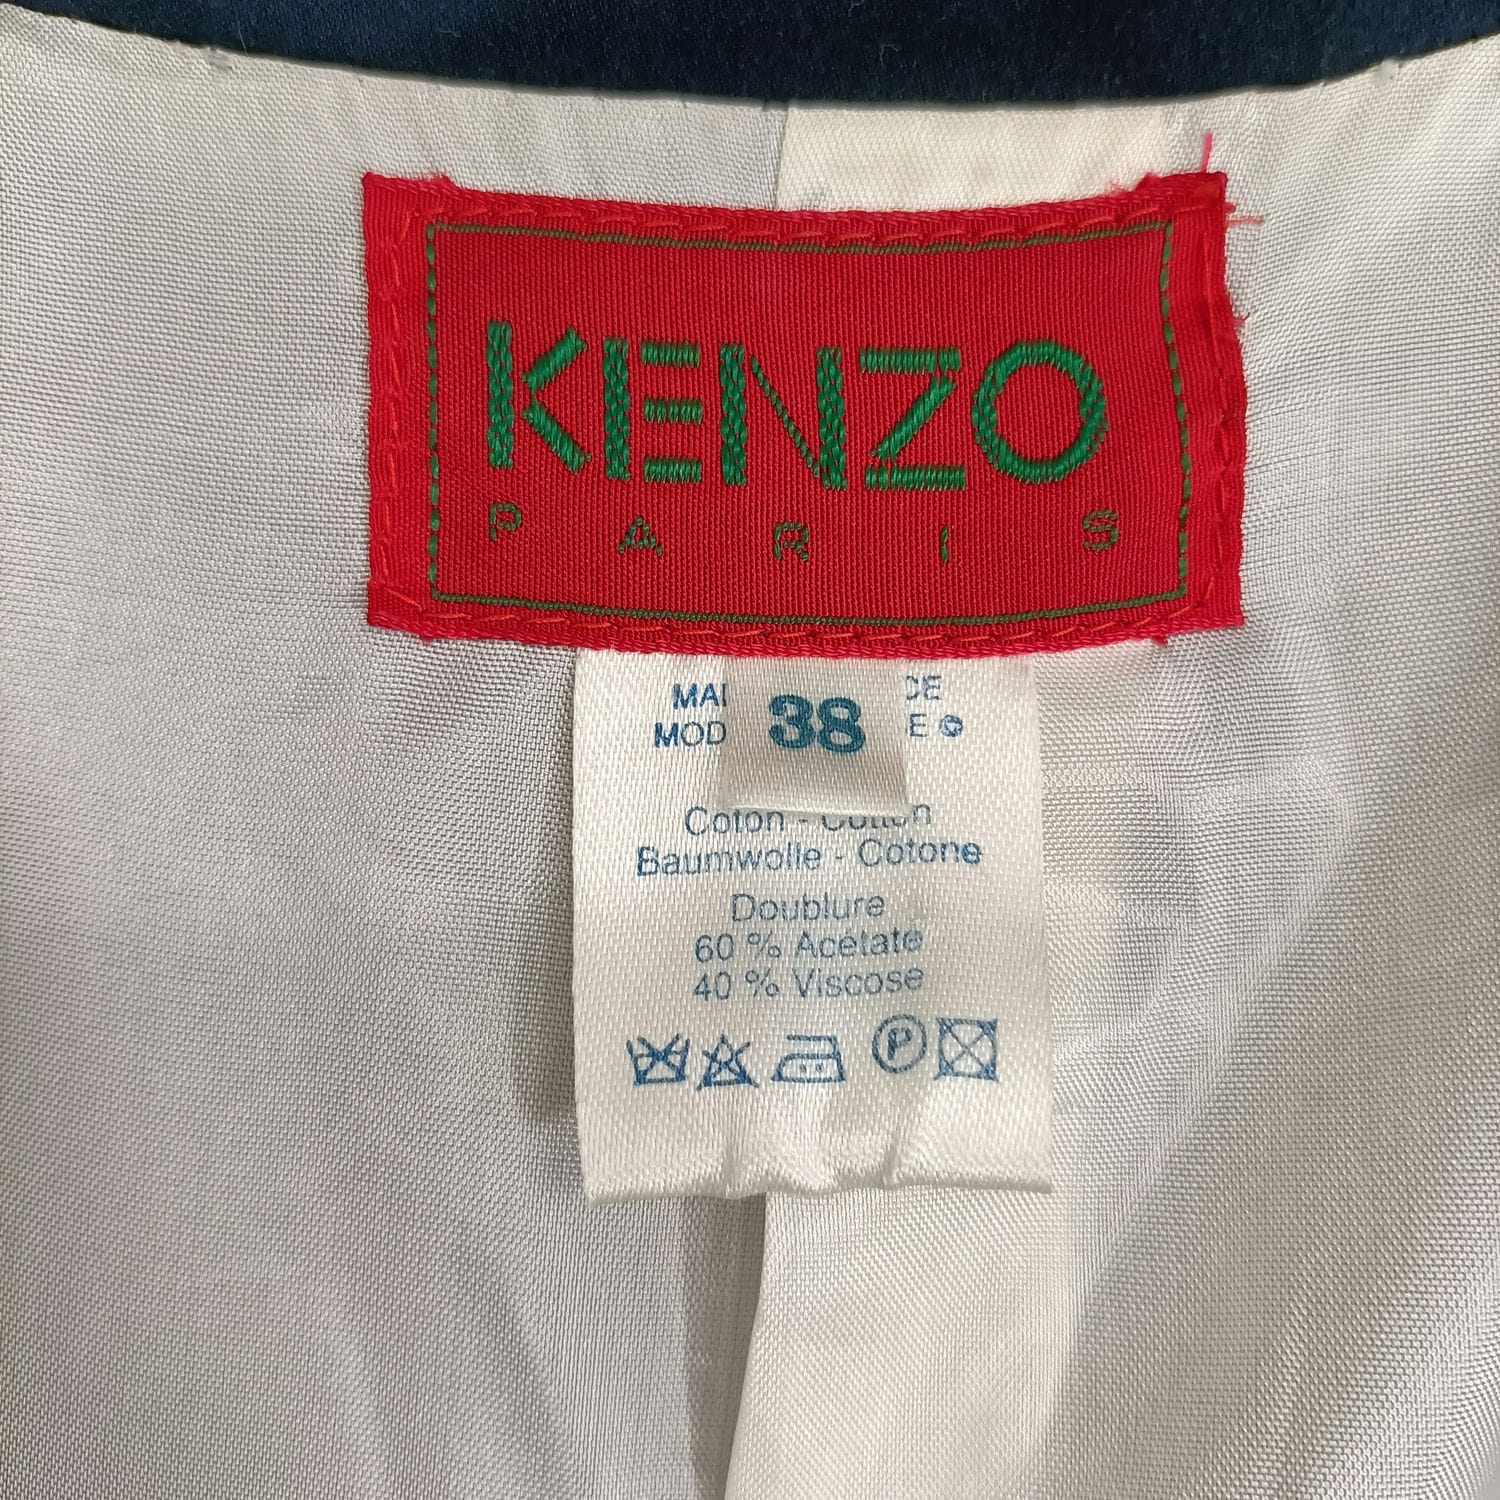 KENZO
PARIS
38
Coton - Cotton
Baumwolle - Cotone
Doublure
60 % Acétate
40 % Viscose
P